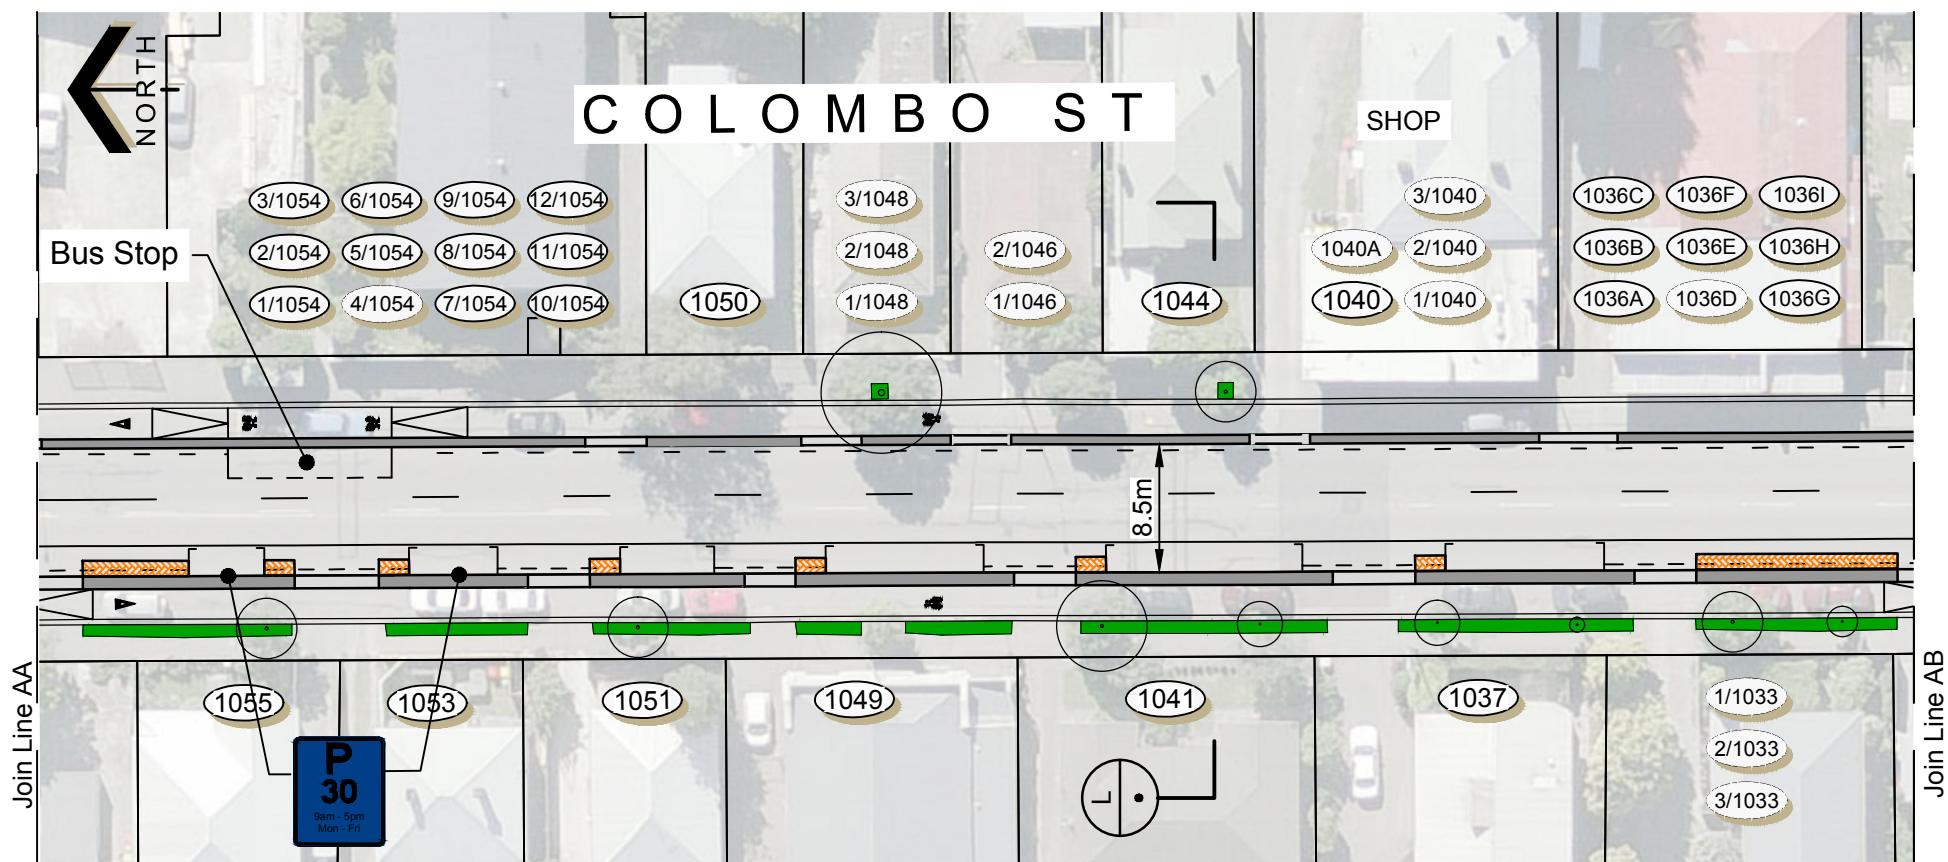 NORTH
COLOMBO ST
SHOP
Bus Stop
3/1054 6/1054 9/1054 12/1054
2/1054 5/1054 8/1054 11/1054
1/1054 4/1054 7/1054 10/1054
1050
3/1048
2/1048
1/1048
2/1046
1/1046
1044
3/1040
1040A 2/1040
1040 1/1040
1036C 1036F 1036I
1036B 1036E 1036H
1036A 1036D 1036G
8.5m
1055
1053
1051
1049
1041
1037
1/1033
2/1033
3/1033
P
30
9am - 5pm
Mon - Fri
L
Join Line AA
Join Line AB